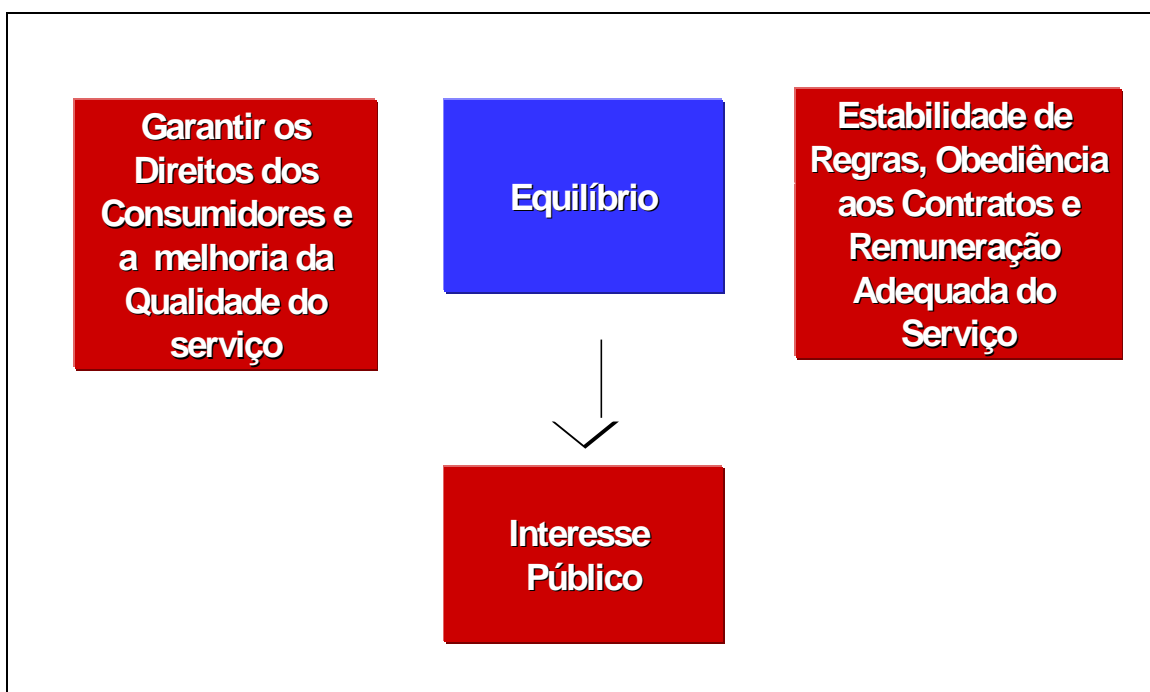 Garantir os
Direitos dos
Consumidores e
a melhoria da
Qualidade do
serviço
Equilíbrio
Estabilidade de
Regras, Obediência
aos Contratos e
Remuneração
Adequada do
Serviço
Interesse
Público